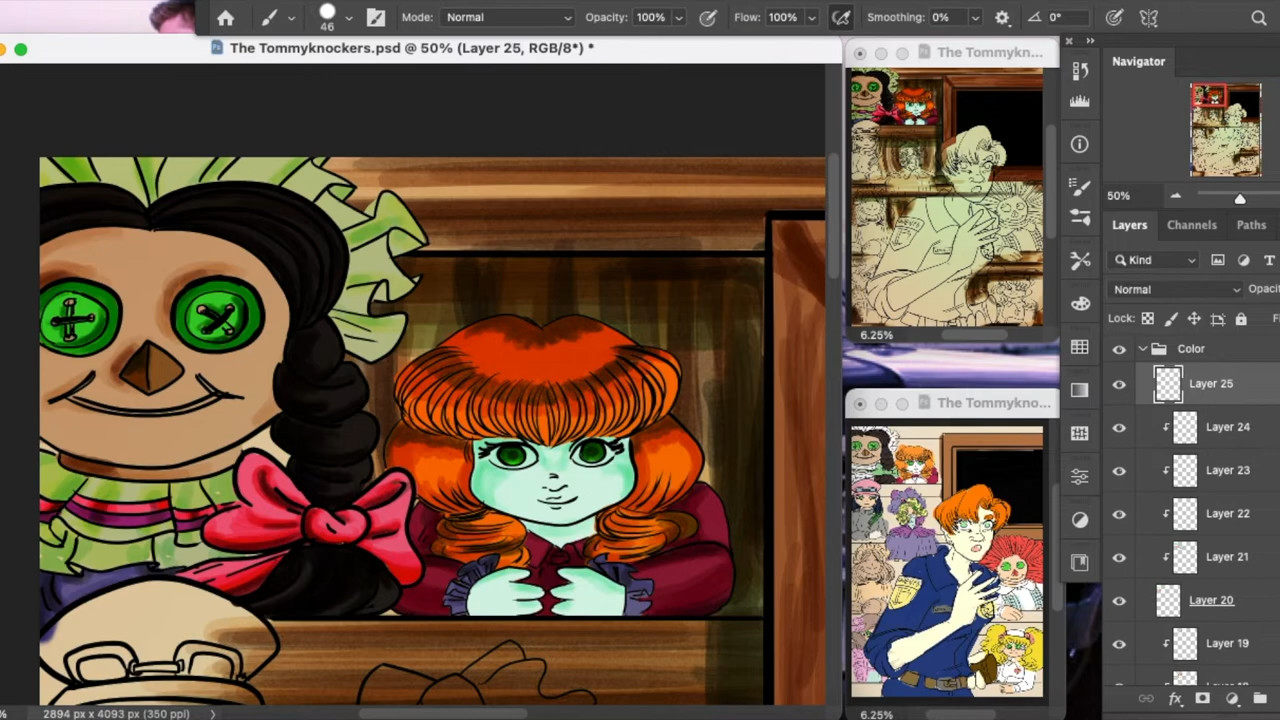 46
Mode: Normal
Opacity: 100%
Flow: 100%
Smoothing: 0%
0°
The Tommyknockers.psd @ 50% (Layer 25, RGB/8*) *
The Tommykn...
6.25%
The Tommykno...
6.25%
Navigator
50%
Layers Channels Paths
Kind
Normal
Opacit
Lock:
Color
Layer 25
Layer 24
Layer 23
Layer 22
Layer 21
Layer 20
Layer 19
fx
2894 px x 4093 px (350 ppi)